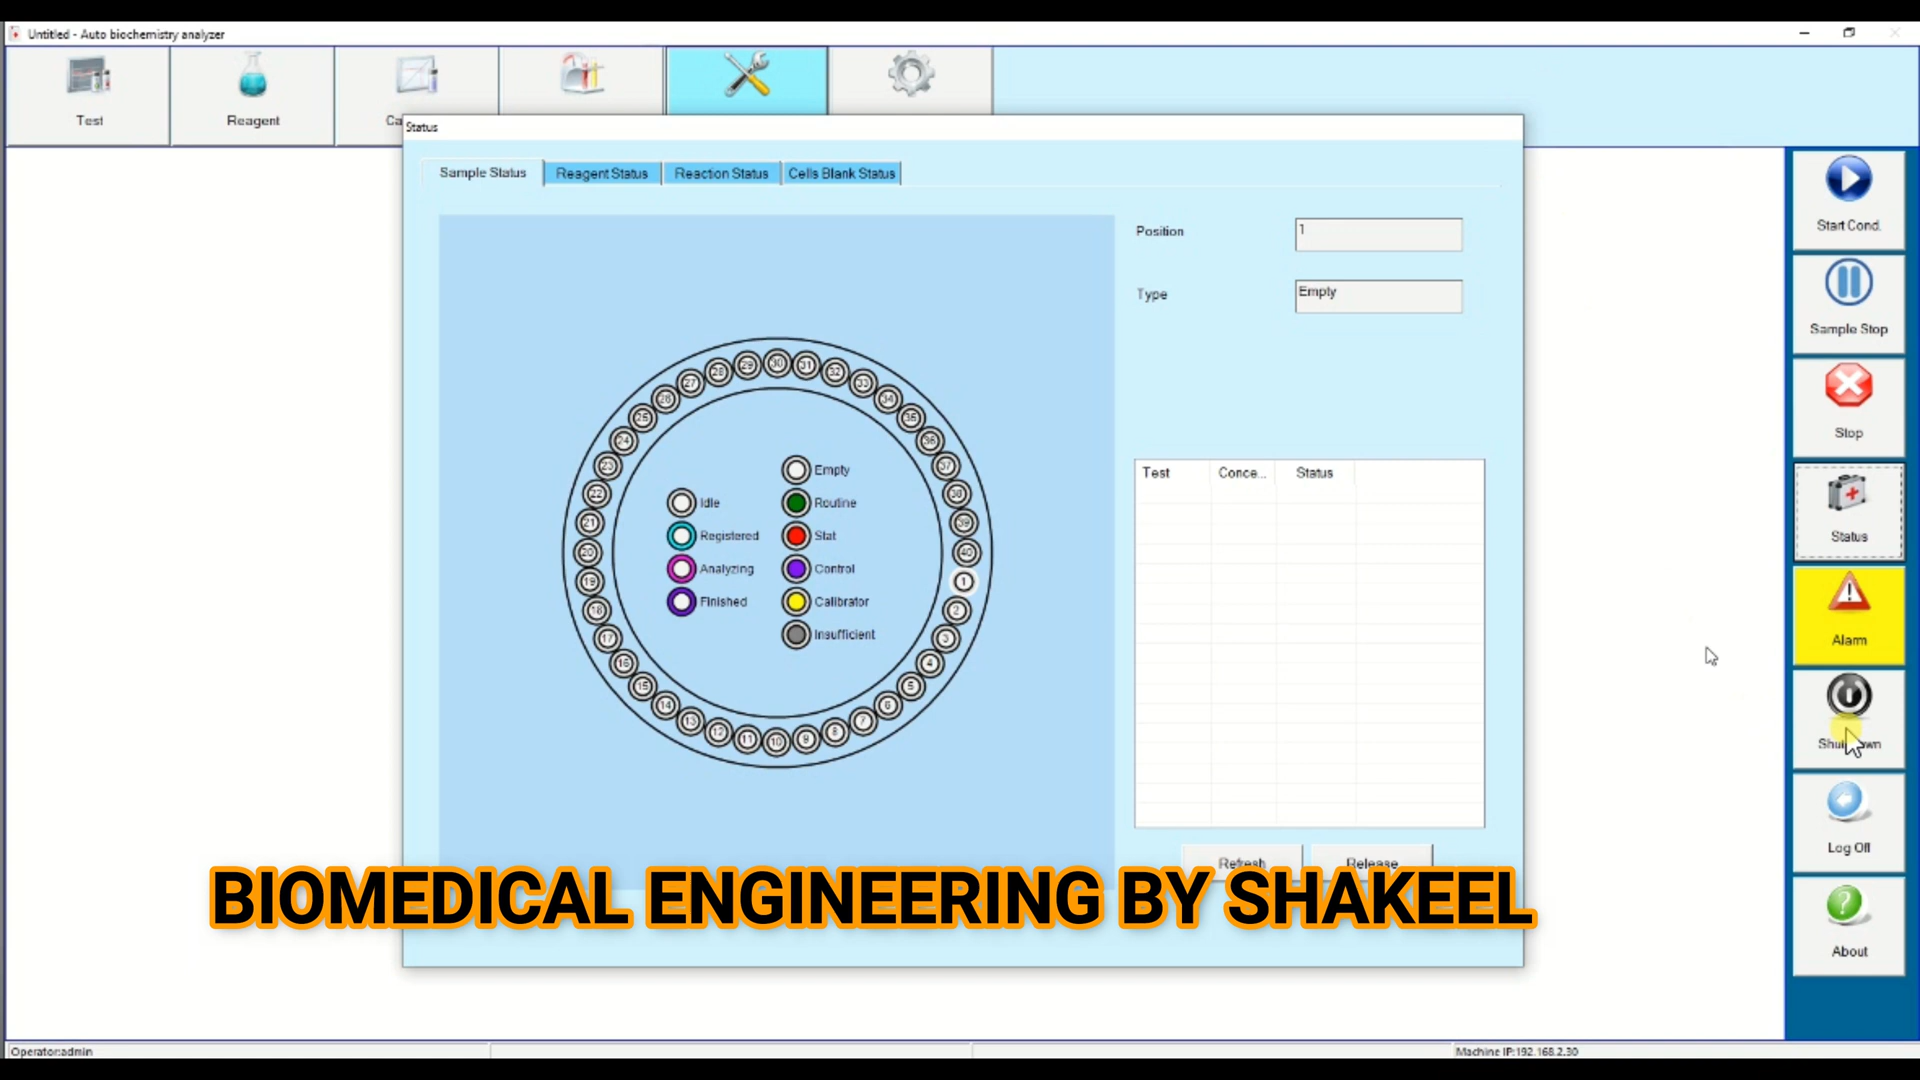 Untitled - Auto biochemistry analyzer
Test
Reagent
Ca
Status
Sample Status
Reagent Status
Reaction Status
Cells Blank Status
Position
1
Type
Empty
30
31
32
33
34
35
36
37
38
39
40
1
2
3
4
5
6
7
8
9
10
11
12
13
14
15
16
17
18
19
20
21
22
23
24
25
26
27
28
29
Empty
Idle
Routine
Registered
Stat
Analyzing
Control
Finished
Calibrator
Insufficient
Test Conce... Status
Refresh
Release
Start Cond.
Sample Stop
Stop
Status
Alarm
Log Off
About
BIOMEDICAL ENGINEERING BY SHAKEEL
Operator:admin
Machine IP:192.168.2.30